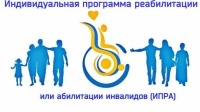 Индивидуальная программа реабилитации
или абилитации инвалидов (ИПРА)